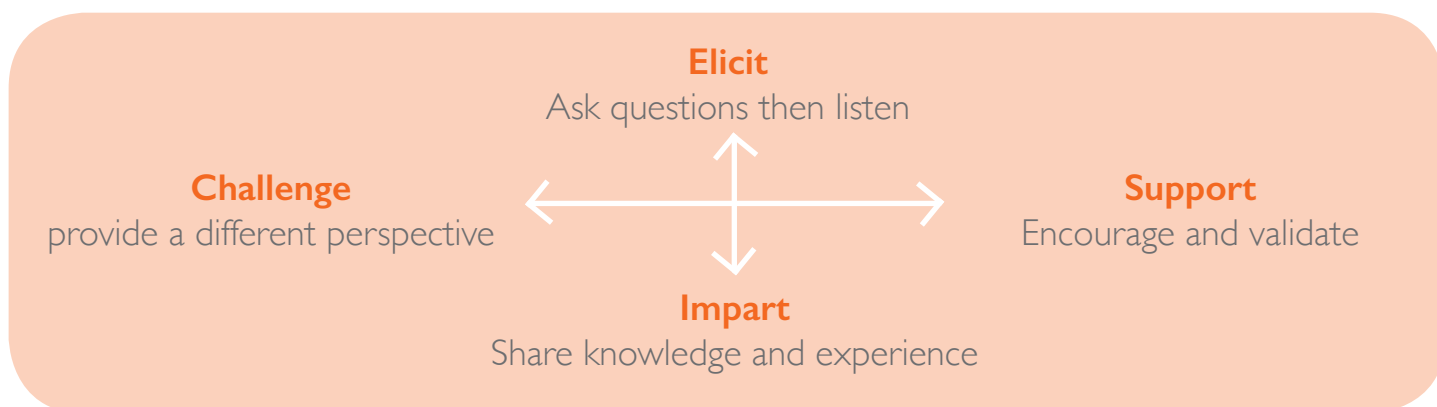 Elicit
Ask questions then listen
Challenge
provide a different perspective
Support
Encourage and validate
Impart
Share knowledge and experience